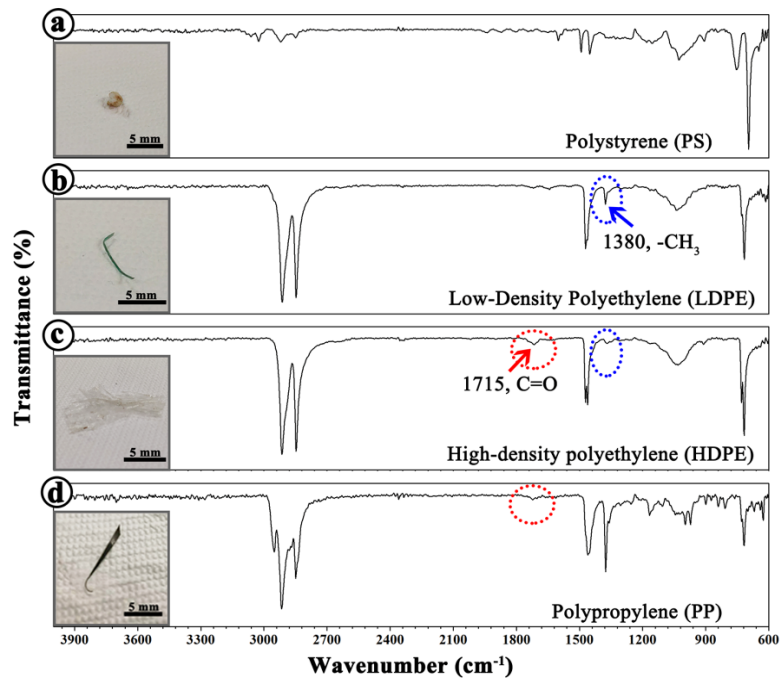 a
5 mm
Polystyrene (PS)
b
1380, -CH₃
5 mm
Low-Density Polyethylene (LDPE)
c
1715, C=O
5 mm
High-density polyethylene (HDPE)
d
5 mm
Polypropylene (PP)
Transmittance (%)
3900 3600 3300 3000 2700 2400 2100 1800 1500 1200 900 600
Wavenumber (cm⁻¹)